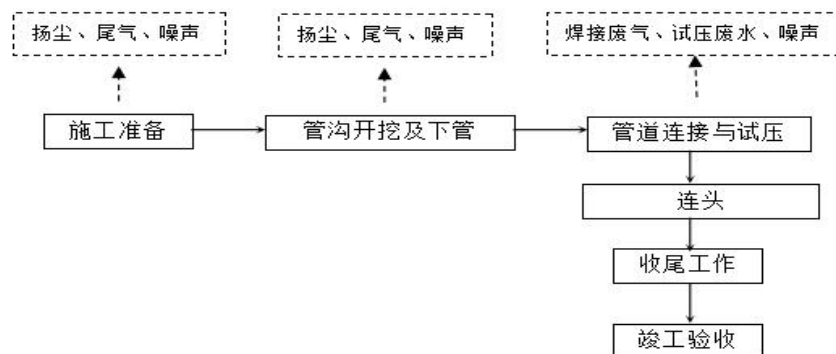 扬尘、尾气、噪声
扬尘、尾气、噪声
焊接废气、试压废水、噪声
施工准备
管沟开挖及下管
管道连接与试压
连头
收尾工作
竣工验收